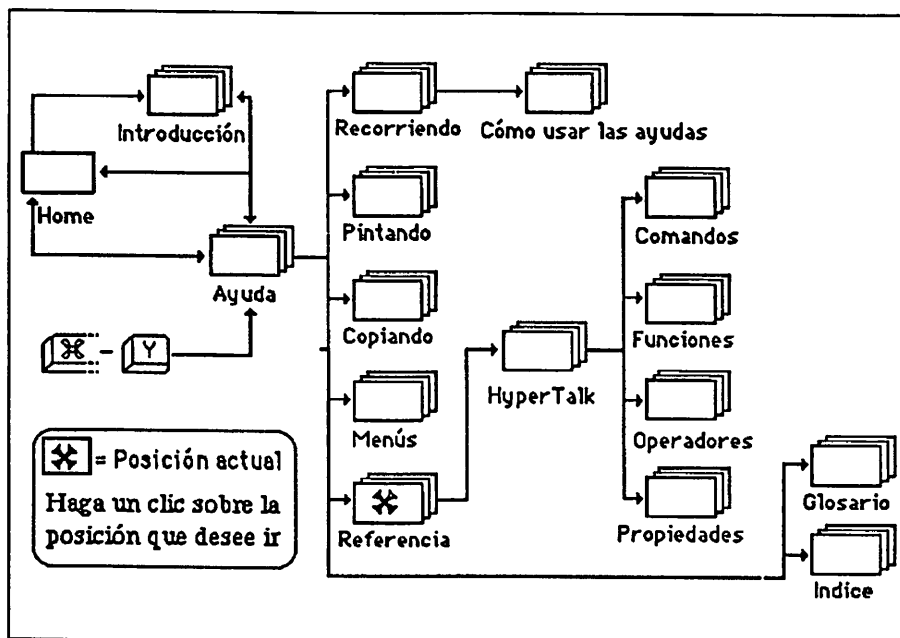 Introducción
Home
Ayuda
⌘ - Y
Recorriendo
Cómo usar las ayudas
Pintando
Copiando
Menús
Referencia
HyperTalk
Comandos
Funciones
Operadores
Propiedades
Glosario
Indice
= Posición actual
Haga un clic sobre la
posición que desee ir